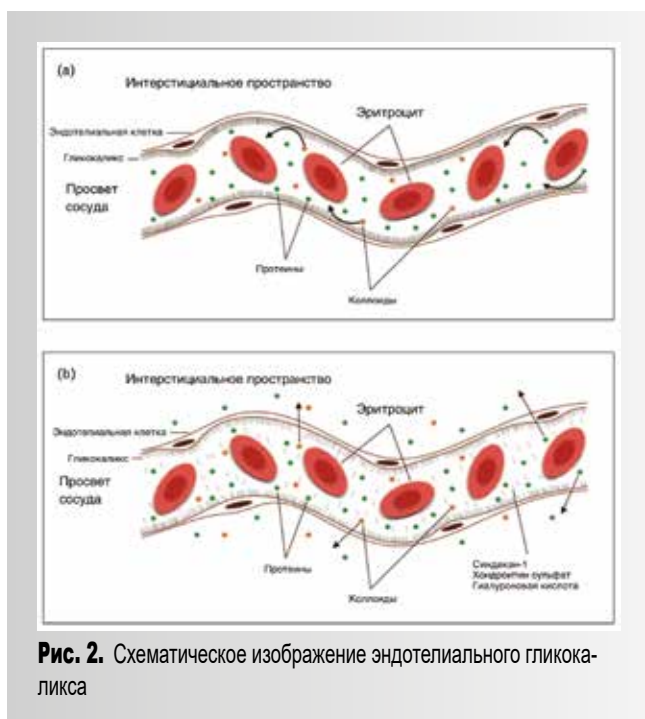 (a)
Интерстициальное пространство
Эритроцит
Эндотелиальная клетка
Гликокаликс
Просвет
сосуда
Протеины
Коллоиды
(b)
Интерстициальное пространство
Эритроцит
Эндотелиальная клетка
Гликокаликс
Просвет
сосуда
Протеины
Коллоиды
Синдекан-1
Хондроитин сульфат
Гиалуроновая кислота
Рис. 2. Схематическое изображение эндотелиального гликока-
ликса